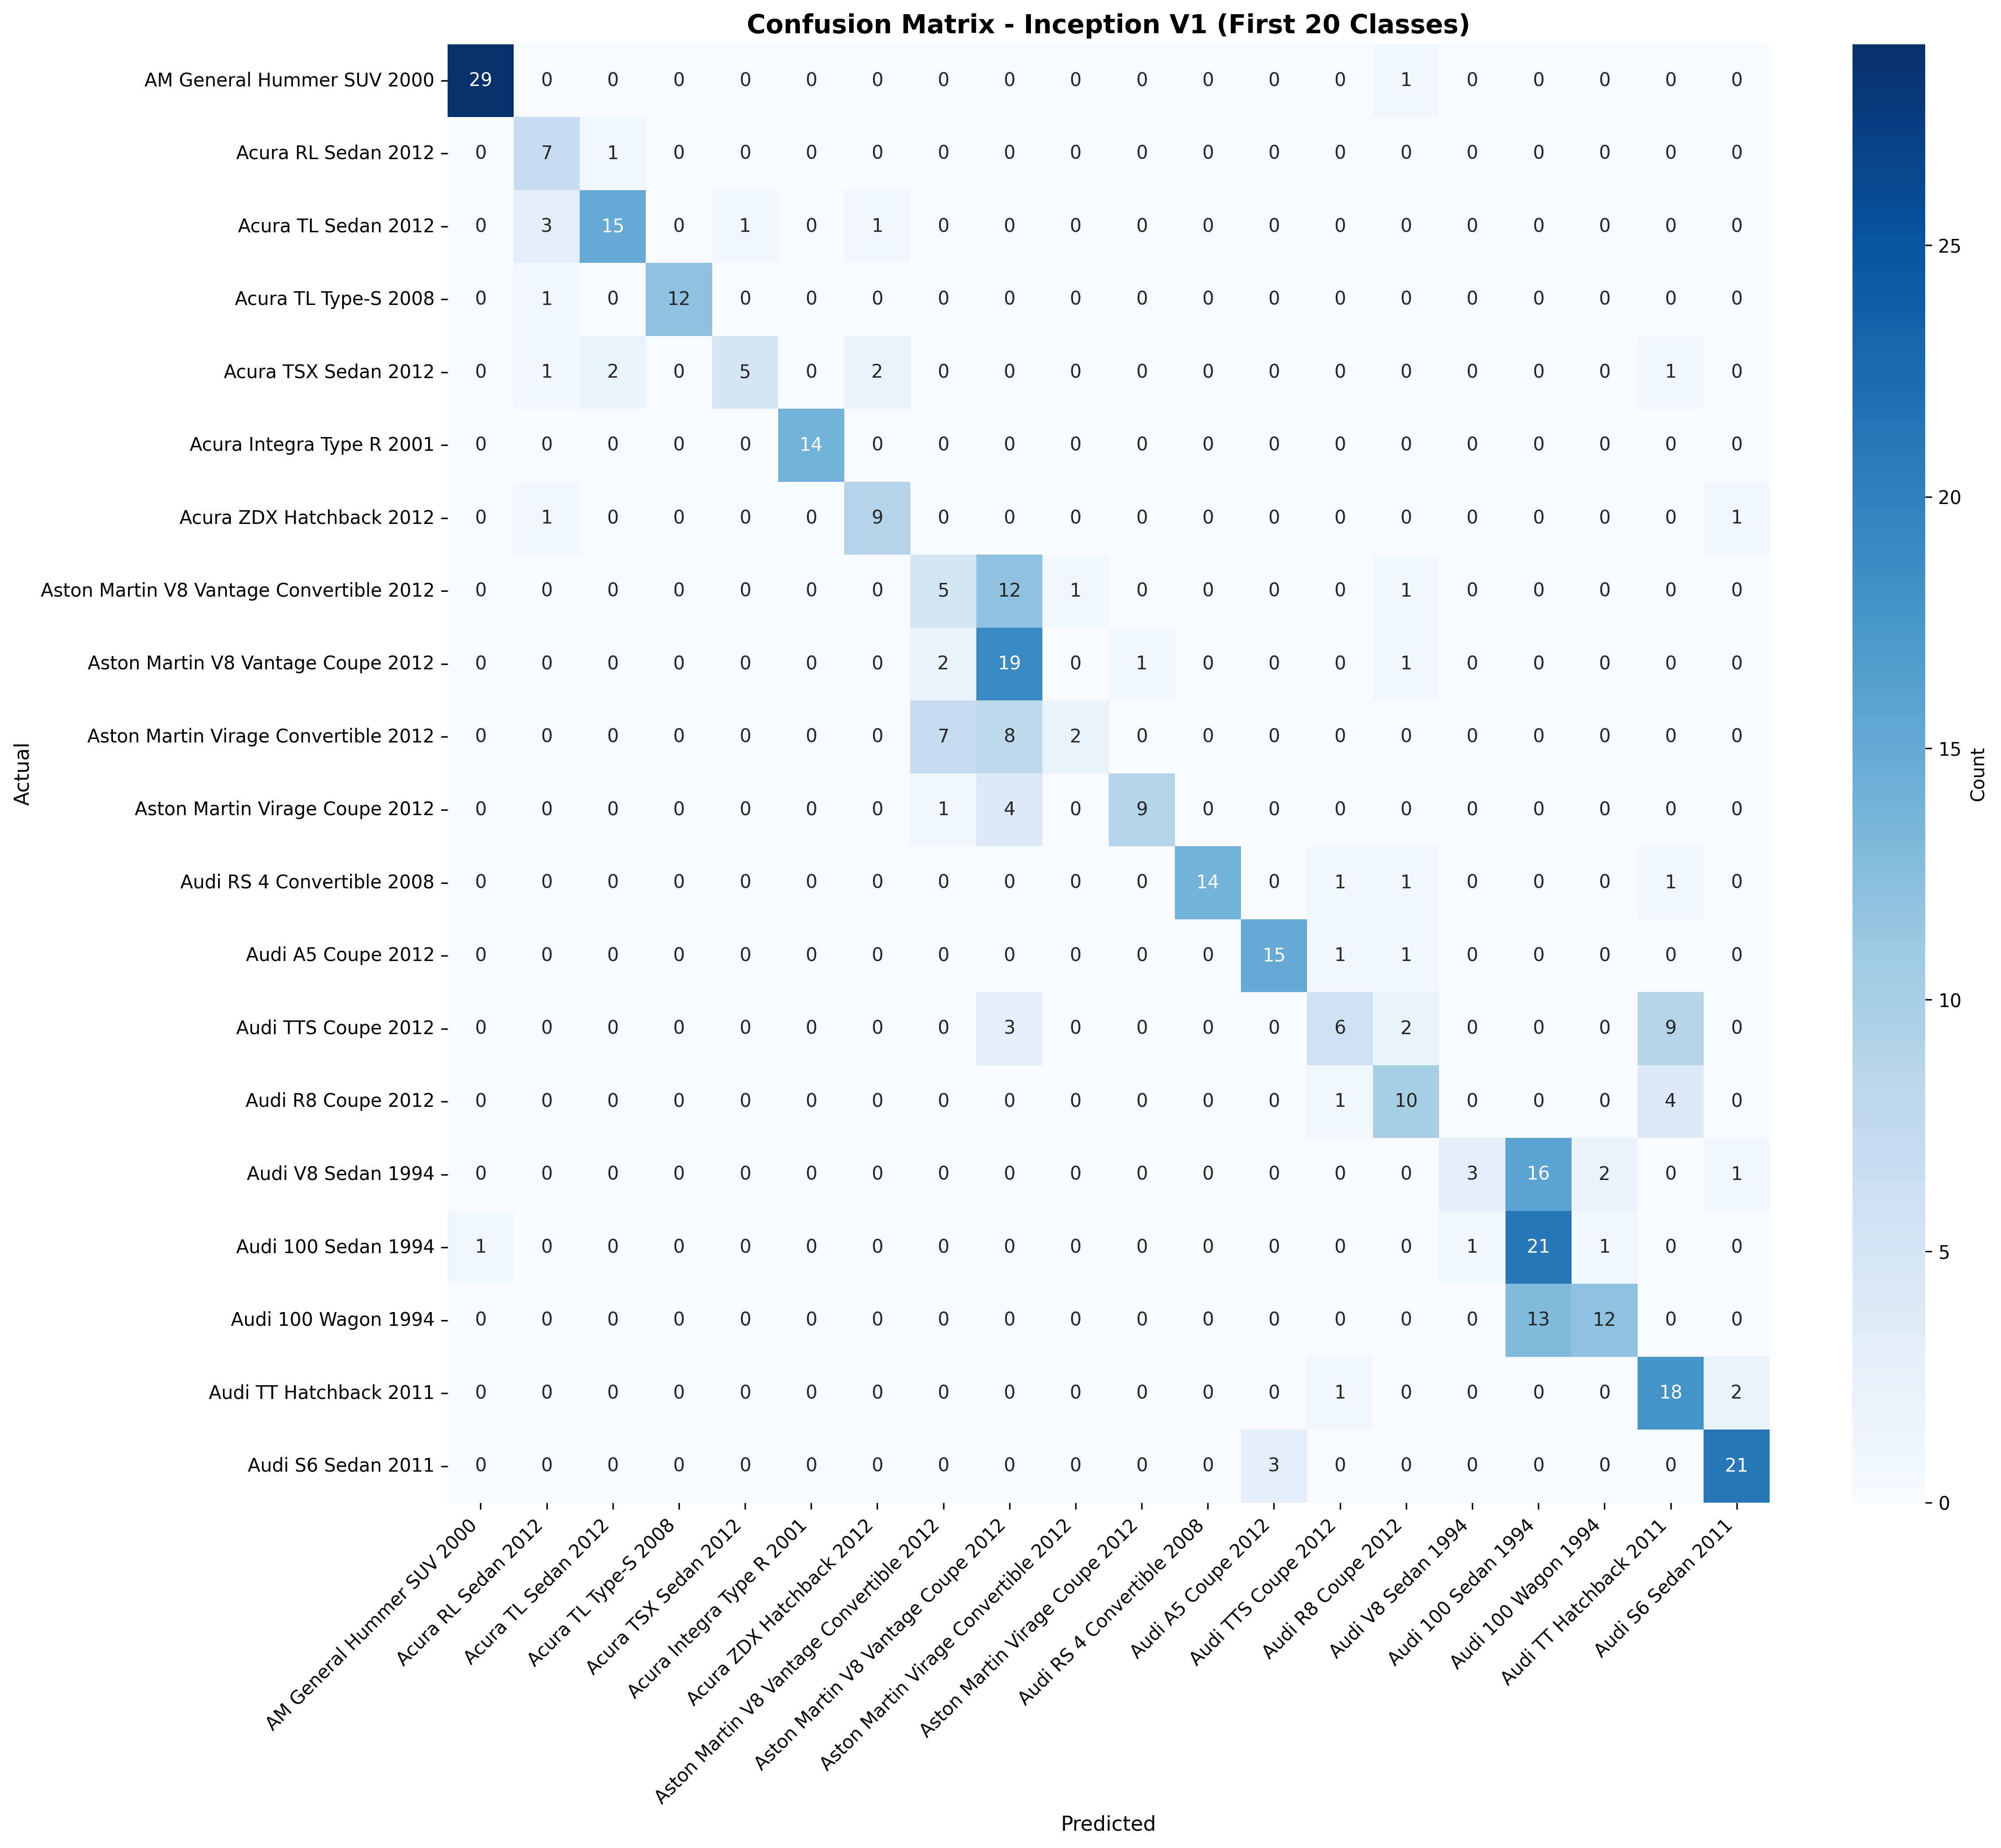 Confusion Matrix - Inception V1 (First 20 Classes)
Actual
AM General Hummer SUV 2000 29 0 0 0 0 0 0 0 0 0 0 0 0 0 1 0 0 0 0 0
Acura RL Sedan 2012 0 7 1 0 0 0 0 0 0 0 0 0 0 0 0 0 0 0 0 0
Acura TL Sedan 2012 0 3 15 0 1 0 1 0 0 0 0 0 0 0 0 0 0 0 0 0
Acura TL Type-S 2008 0 1 0 12 0 0 0 0 0 0 0 0 0 0 0 0 0 0 0 0
Acura TSX Sedan 2012 0 1 2 0 5 0 2 0 0 0 0 0 0 0 0 0 0 0 1 0
Acura Integra Type R 2001 0 0 0 0 0 14 0 0 0 0 0 0 0 0 0 0 0 0 0 0
Acura ZDX Hatchback 2012 0 1 0 0 0 0 9 0 0 0 0 0 0 0 0 0 0 0 0 1
Aston Martin V8 Vantage Convertible 2012 0 0 0 0 0 0 0 5 12 1 0 0 0 0 1 0 0 0 0 0
Aston Martin V8 Vantage Coupe 2012 0 0 0 0 0 0 0 2 19 0 1 0 0 0 1 0 0 0 0 0
Aston Martin Virage Convertible 2012 0 0 0 0 0 0 0 7 8 2 0 0 0 0 0 0 0 0 0 0
Aston Martin Virage Coupe 2012 0 0 0 0 0 0 0 1 4 0 9 0 0 0 0 0 0 0 0 0
Audi RS 4 Convertible 2008 0 0 0 0 0 0 0 0 0 0 0 14 0 1 1 0 0 0 1 0
Audi A5 Coupe 2012 0 0 0 0 0 0 0 0 0 0 0 0 15 1 1 0 0 0 0 0
Audi TTS Coupe 2012 0 0 0 0 0 0 0 0 3 0 0 0 0 6 2 0 0 0 9 0
Audi R8 Coupe 2012 0 0 0 0 0 0 0 0 0 0 0 0 0 1 10 0 0 0 4 0
Audi V8 Sedan 1994 0 0 0 0 0 0 0 0 0 0 0 0 0 0 0 3 16 2 0 1
Audi 100 Sedan 1994 1 0 0 0 0 0 0 0 0 0 0 0 0 0 0 1 21 1 0 0
Audi 100 Wagon 1994 0 0 0 0 0 0 0 0 0 0 0 0 0 0 0 0 13 12 0 0
Audi TT Hatchback 2011 0 0 0 0 0 0 0 0 0 0 0 0 0 1 0 0 0 0 18 2
Audi S6 Sedan 2011 0 0 0 0 0 0 0 0 0 0 0 0 3 0 0 0 0 0 0 21
AM General Hummer SUV 2000
Acura RL Sedan 2012
Acura TL Sedan 2012
Acura TL Type-S 2008
Acura TSX Sedan 2012
Acura Integra Type R 2001
Acura ZDX Hatchback 2012
Aston Martin V8 Vantage Convertible 2012
Aston Martin V8 Vantage Coupe 2012
Aston Martin Virage Convertible 2012
Aston Martin Virage Coupe 2012
Audi RS 4 Convertible 2008
Audi A5 Coupe 2012
Audi TTS Coupe 2012
Audi R8 Coupe 2012
Audi V8 Sedan 1994
Audi 100 Sedan 1994
Audi 100 Wagon 1994
Audi TT Hatchback 2011
Audi S6 Sedan 2011
Predicted
25
20
15
10
5
0
Count